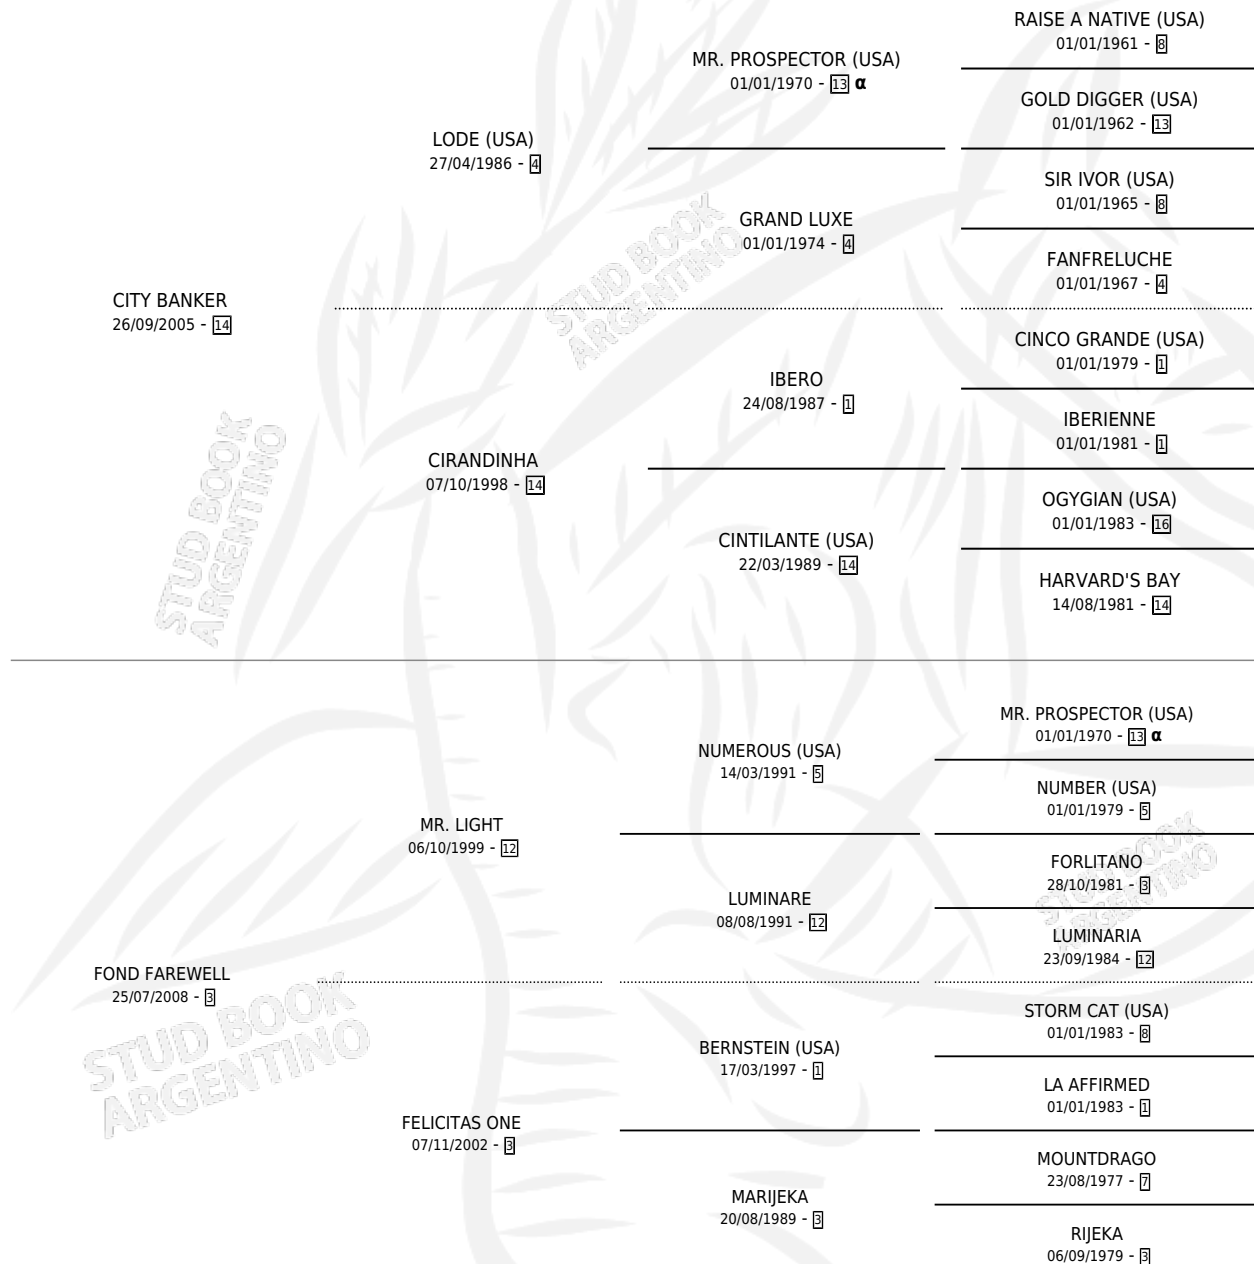 RAISE A NATIVE (USA)
01/01/1961 - 8
MR. PROSPECTOR (USA)
01/01/1970 - 13 α
GOLD DIGGER (USA)
01/01/1962 - 13
LODE (USA)
27/04/1986 - 4
SIR IVOR (USA)
01/01/1965 - 8
GRAND LUXE
01/01/1974 - 4
FANFRELUCHE
01/01/1967 - 4
CITY BANKER
26/09/2005 - 14
CINCO GRANDE (USA)
01/01/1979 - 1
IBERO
24/08/1987 - 1
IBERIENNE
01/01/1981 - 1
CIRANDINHA
07/10/1998 - 14
OGYGIAN (USA)
01/01/1983 - 16
CINTILANTE (USA)
22/03/1989 - 14
HARVARD'S BAY
14/08/1981 - 14
MR. PROSPECTOR (USA)
01/01/1970 - 13 α
NUMEROUS (USA)
14/03/1991 - 5
NUMBER (USA)
01/01/1979 - 5
MR. LIGHT
06/10/1999 - 12
FORLITANO
28/10/1981 - 3
LUMINARE
08/08/1991 - 12
LUMINARIA
23/09/1984 - 12
FOND FAREWELL
25/07/2008 - 3
STORM CAT (USA)
01/01/1983 - 8
BERNSTEIN (USA)
17/03/1997 - 1
LA AFFIRMED
01/01/1983 - 1
FELICITAS ONE
07/11/2002 - 3
MOUNTDRAGO
23/08/1977 - 7
MARIJEKA
20/08/1989 - 3
RIJEKA
06/09/1979 - 3
STUD BOOK
ARGENTINO
STUD BOOK
ARGENTINO
STUD BOOK
ARGENTINO
STUD BOOK
ARGENTINO